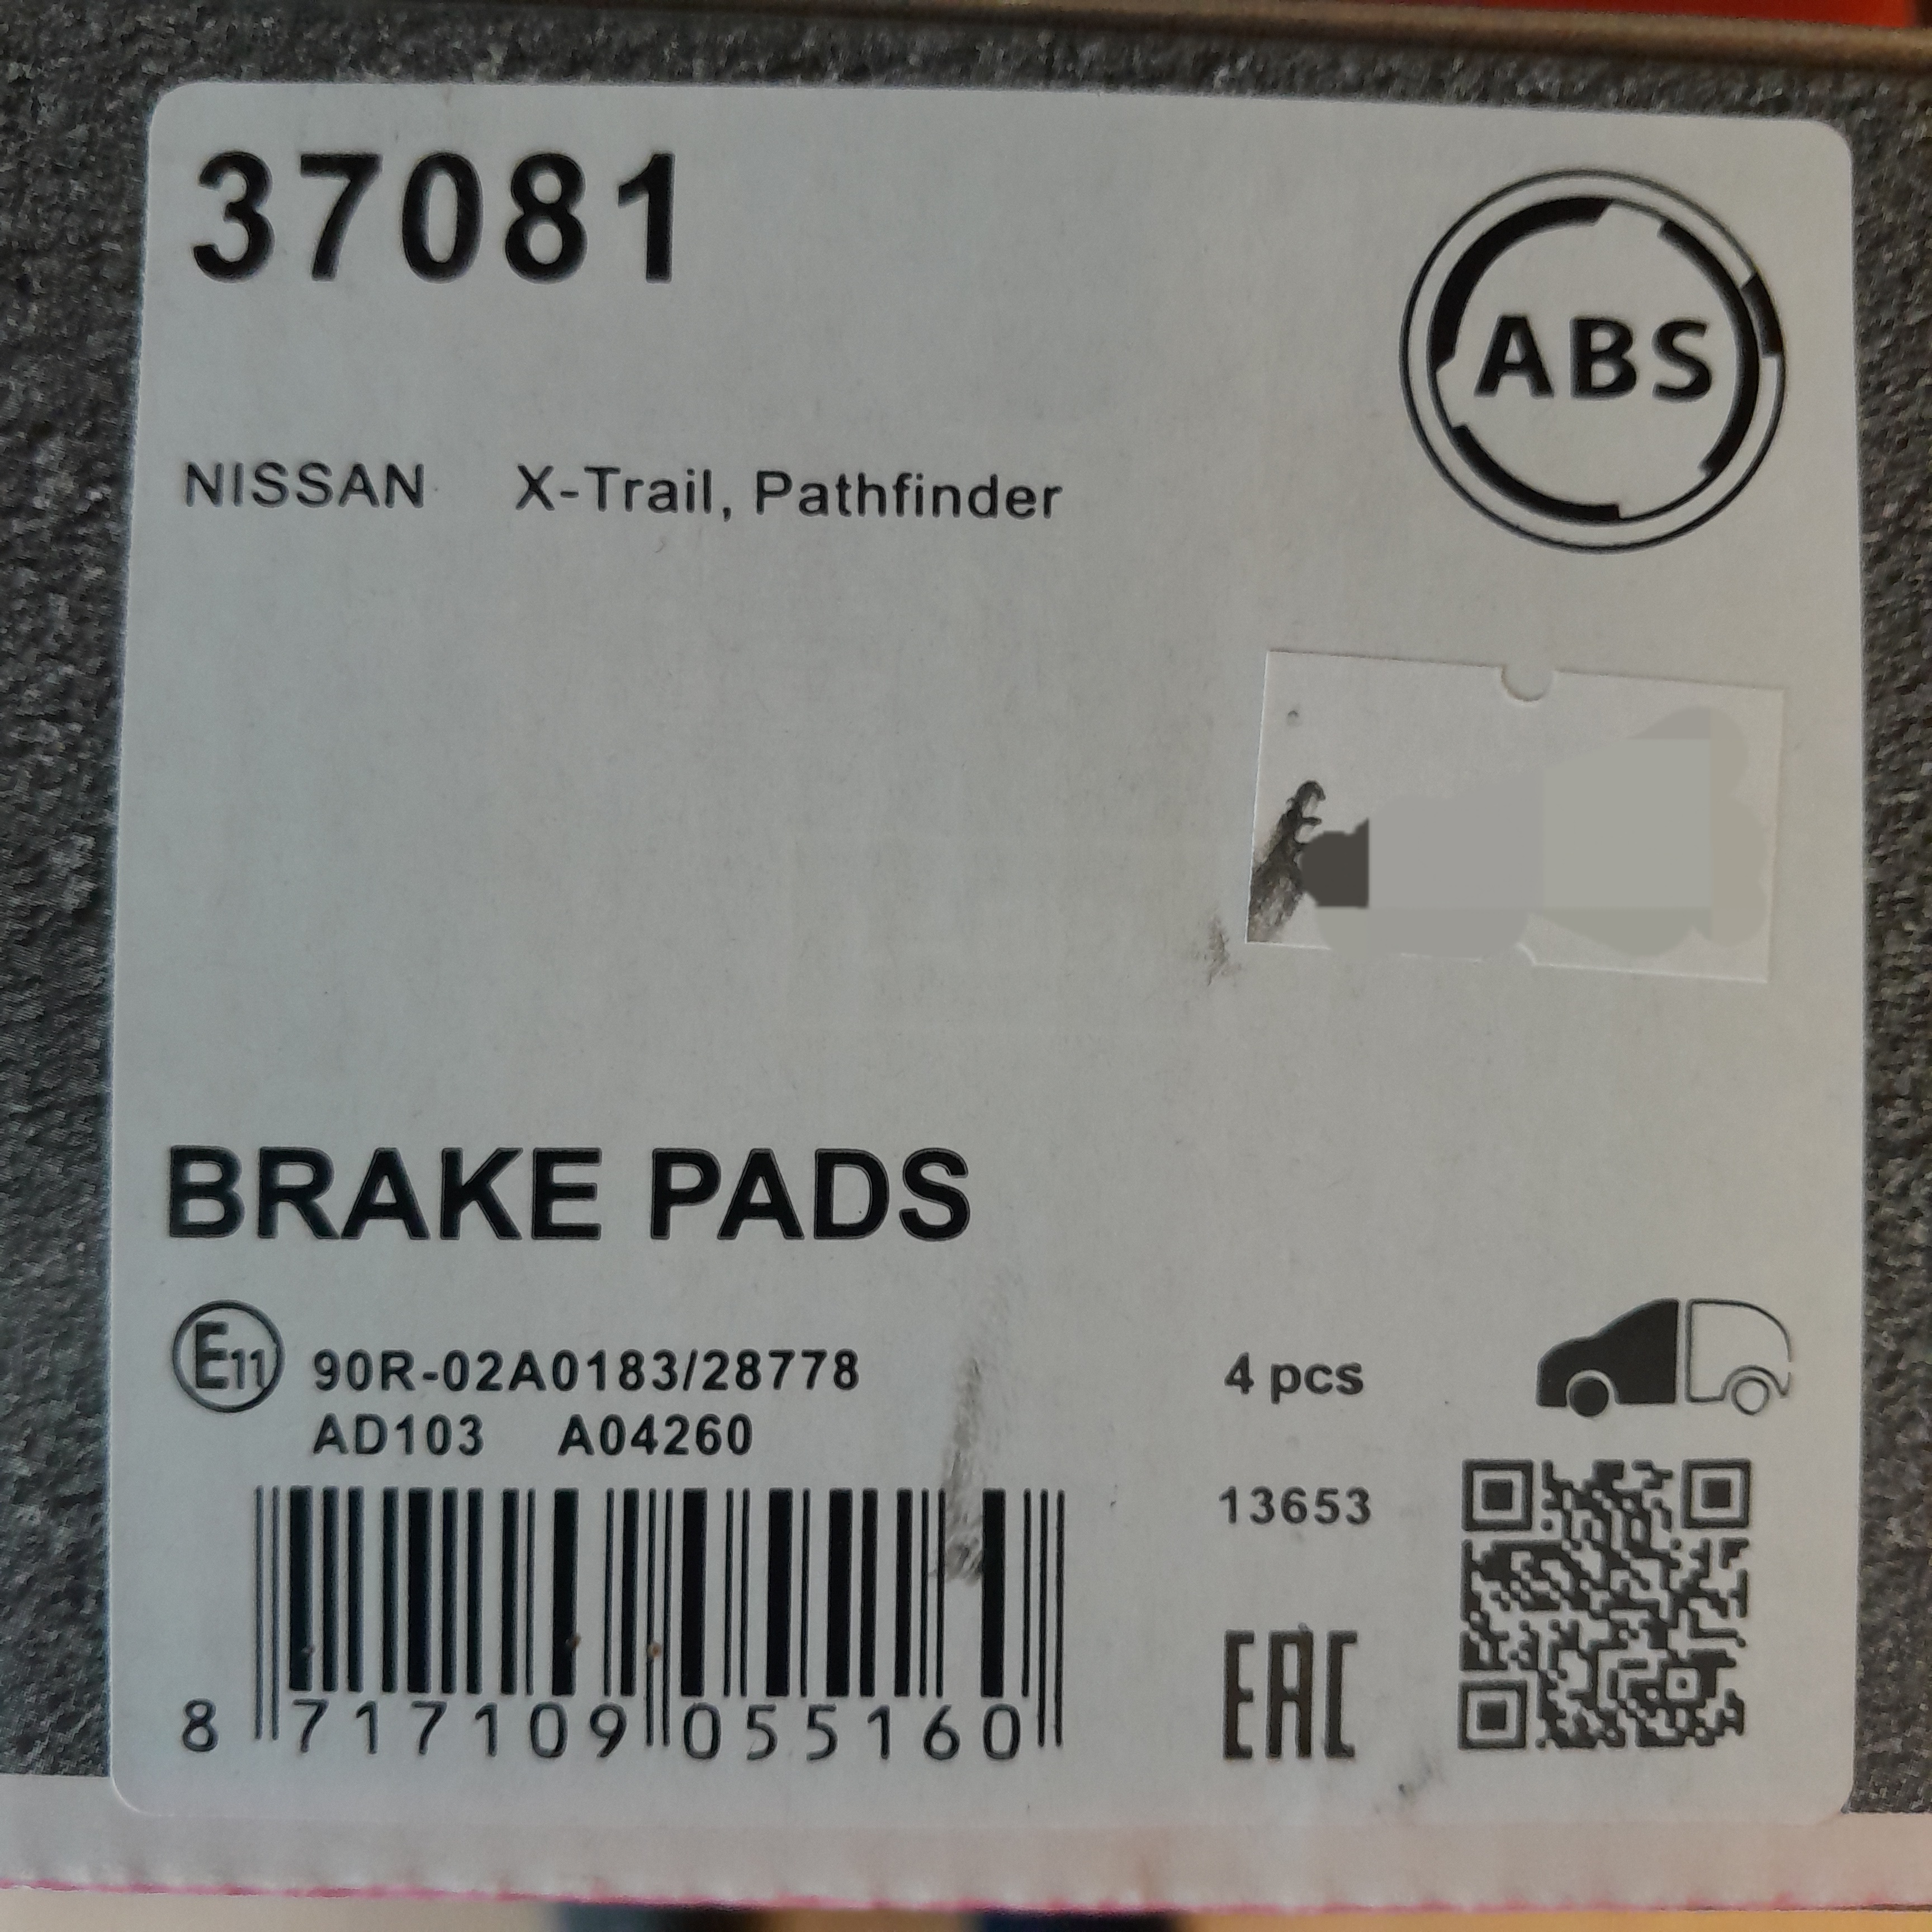 37081
ABS
NISSAN X-Trail, Pathfinder
BRAKE PADS
E11 90R-02A0183/28778
AD103 A04260
4 pcs
13653
EAC
8 717109 055160